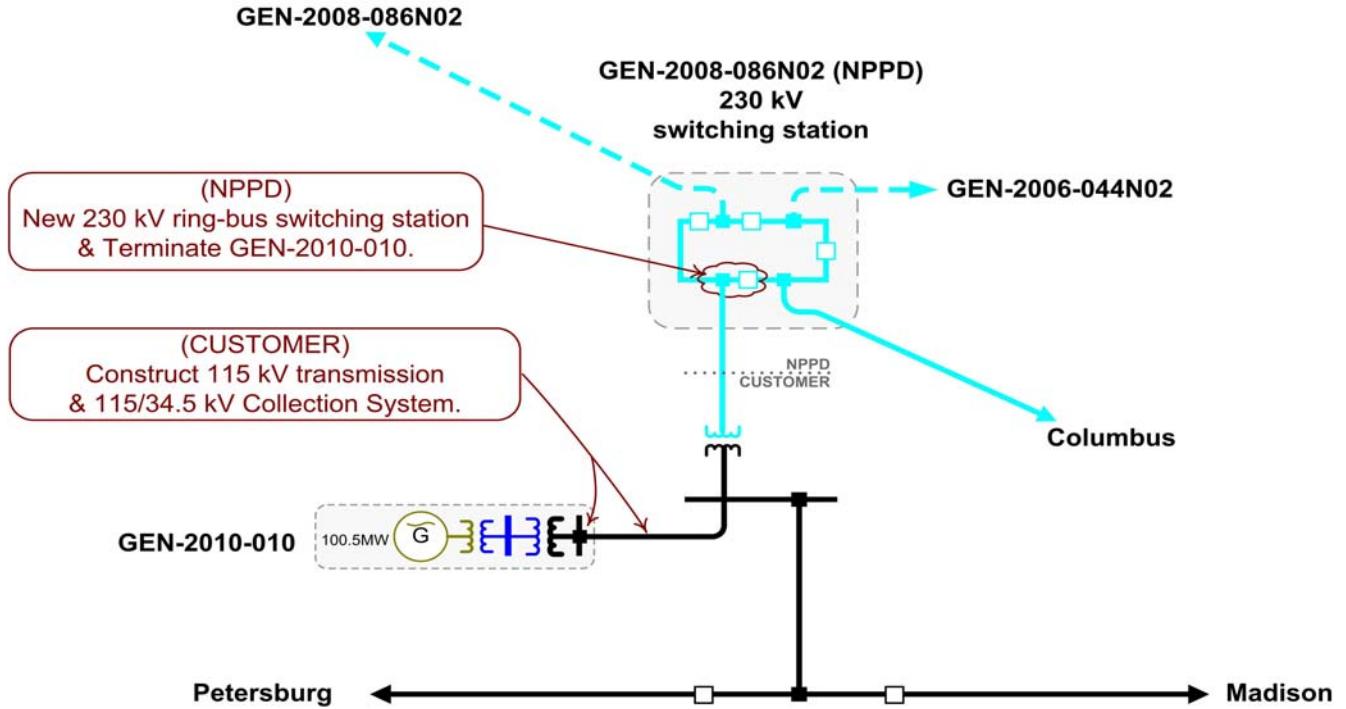 GEN-2008-086N02
GEN-2008-086N02 (NPPD)
230 kV
switching station
(NPPD)
New 230 kV ring-bus switching station
& Terminate GEN-2010-010.
GEN-2006-044N02
(CUSTOMER)
Construct 115 kV transmission
& 115/34.5 kV Collection System.
NPPD
CUSTOMER
Columbus
GEN-2010-010
100.5MW
G
Petersburg
Madison